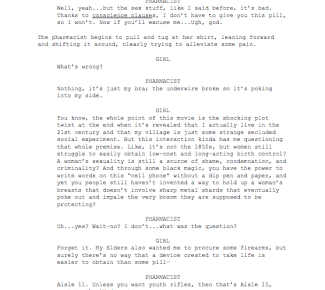 PHARMACIST
Well, yeah...but the sex stuff, like I said before, it's bad.
Thanks to conscience clauses, I don't have to give you this pill,
so I won't. Now if you'll excuse me...Ugh, god.
The pharmacist begins to pull and tug at her shirt, leaning forward
and shifting it around, clearly trying to alleviate some pain.
GIRL
What's wrong?
PHARMACIST
Nothing, it's just my bra; the underwire broke so it's poking
into my side.
GIRL
You know, the whole point of this movie is the shocking plot
twist at the end when it's revealed that I actually live in the
21st century and that my village is just some strange secluded
social experiment. But this interaction kinda has me questioning
that whole premise. Like, it's not the 1850s, but women still
struggle to easily obtain low-cost and long-acting birth control?
A woman's sexuality is still a source of shame, condemnation, and
criminality? And through some black magic, you have the power to
write words on this "cell phone" without a dip pen and paper, and
yet you people still haven't invented a way to hold up a woman's
breasts that doesn't involve sharp metal shards that eventually
poke out and impale the very bosom they are supposed to be
protecting?
PHARMACIST
Uh...yes? Wait-no? I don't...what was the question?
GIRL
Forget it. My Elders also wanted me to procure some firearms, but
surely there's no way that a device created to take life is
easier to obtain than some pill—
PHARMACIST
Aisle 11. Unless you want youth rifles, then that's Aisle 15,